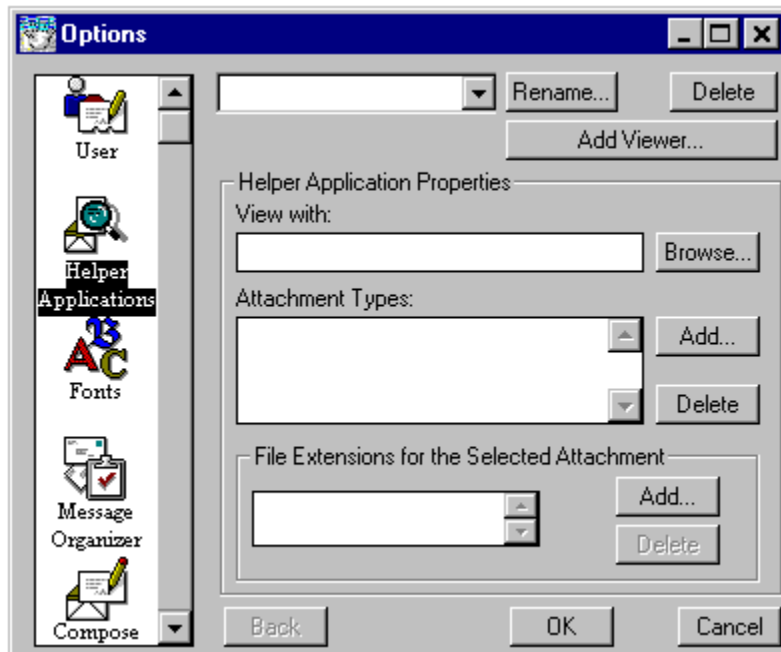 Options
User
Helper
Applications
Fonts
Message
Organizer
Compose
Rename...
Delete
Add Viewer...
Helper Application Properties
View with:
Browse...
Attachment Types:
Add...
Delete
File Extensions for the Selected Attachment
Add...
Delete
Back
OK
Cancel